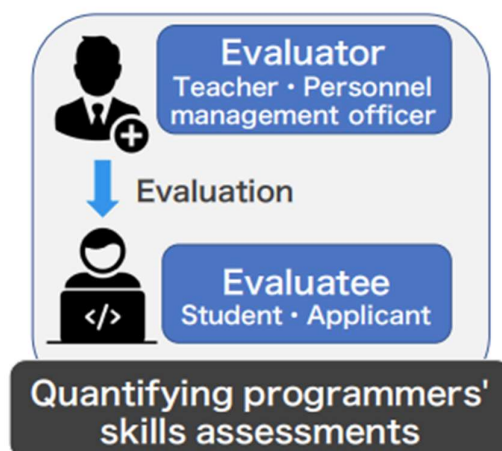 Evaluator
Teacher・Personnel
management officer
Evaluation
Evaluatee
</>
Student・Applicant
Quantifying programmers'
skills assessments